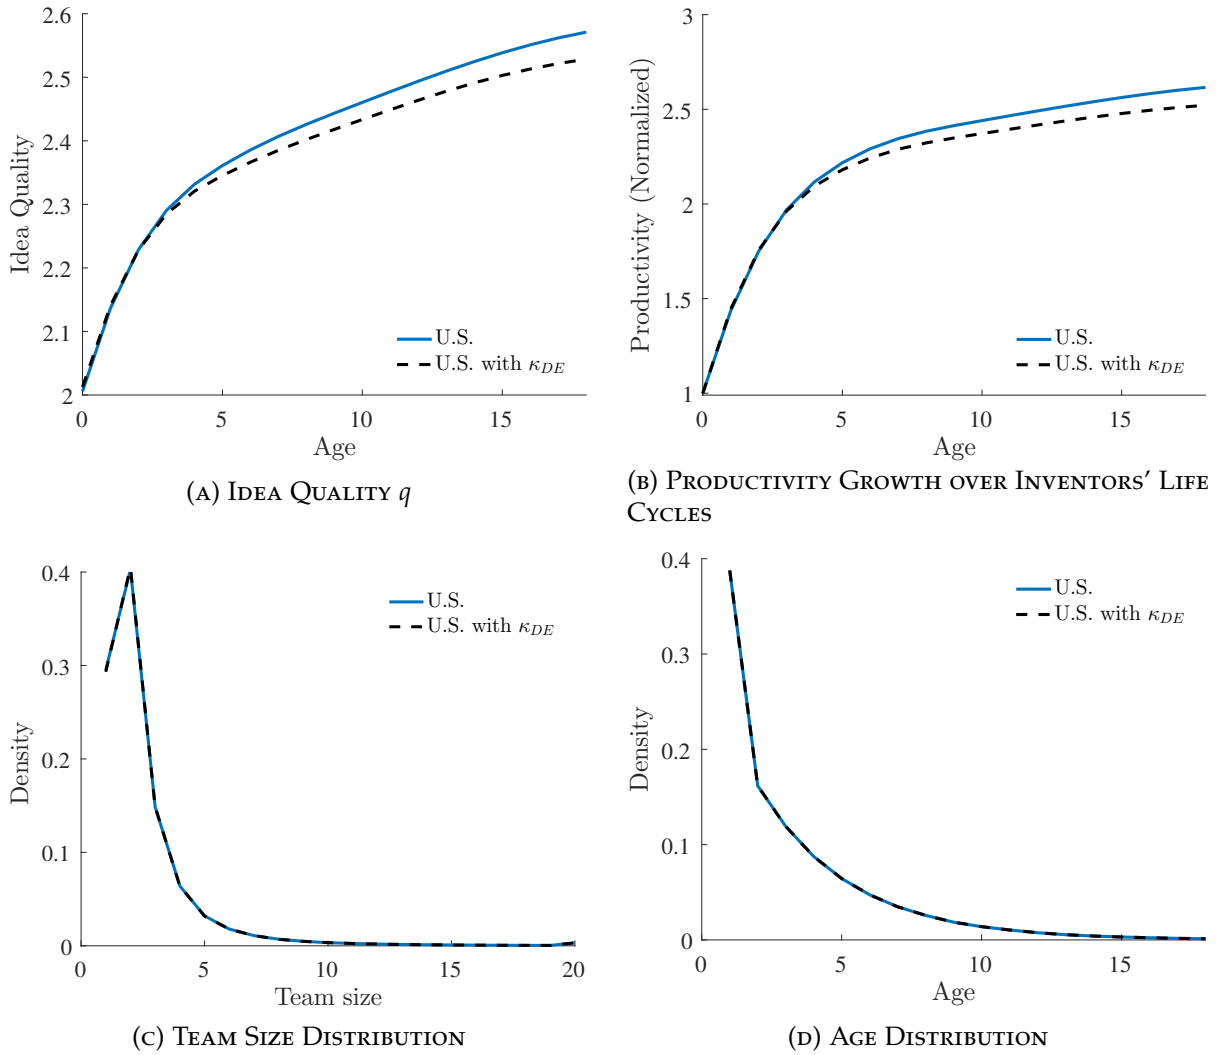 2.6
2.5
2.4
2.3
2.2
2.1
2
0
5
10
15
Idea Quality
Age
U.S.
U.S. with κDE
(A) Idea Quality q
3
2.5
2
1.5
1
0
5
10
15
Productivity (Normalized)
Age
U.S.
U.S. with κDE
(B) Productivity Growth over Inventors' Life
Cycles
0.4
0.3
0.2
0.1
0
0
5
10
15
20
Density
Team size
U.S.
U.S. with κDE
(C) Team Size Distribution
0.4
0.3
0.2
0.1
0
0
5
10
15
Density
Age
U.S.
U.S. with κDE
(D) Age Distribution